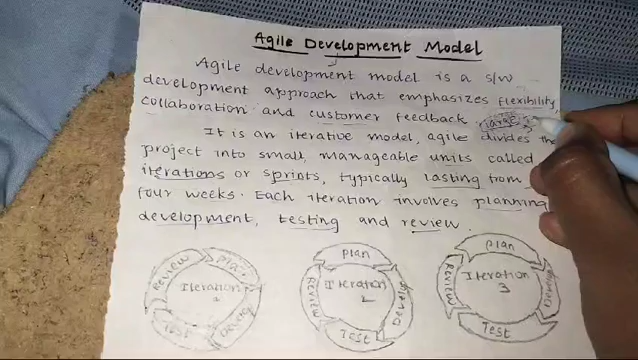 Agile Development Model
Agile development model is a s/w
development approach that emphasizes flexibility,
collaboration and customer feedback.
It is an iterative model, agile divides the
project into small, manageable units called
iterations or sprints, typically lasting from
four weeks. Each iteration involves planning
development, testing and review.
Plan
Review
Iteration
Develop
Test
Plan
Review
Iteration
2
Develop
Test
Plan
Review
Iteration
3
Develop
Test